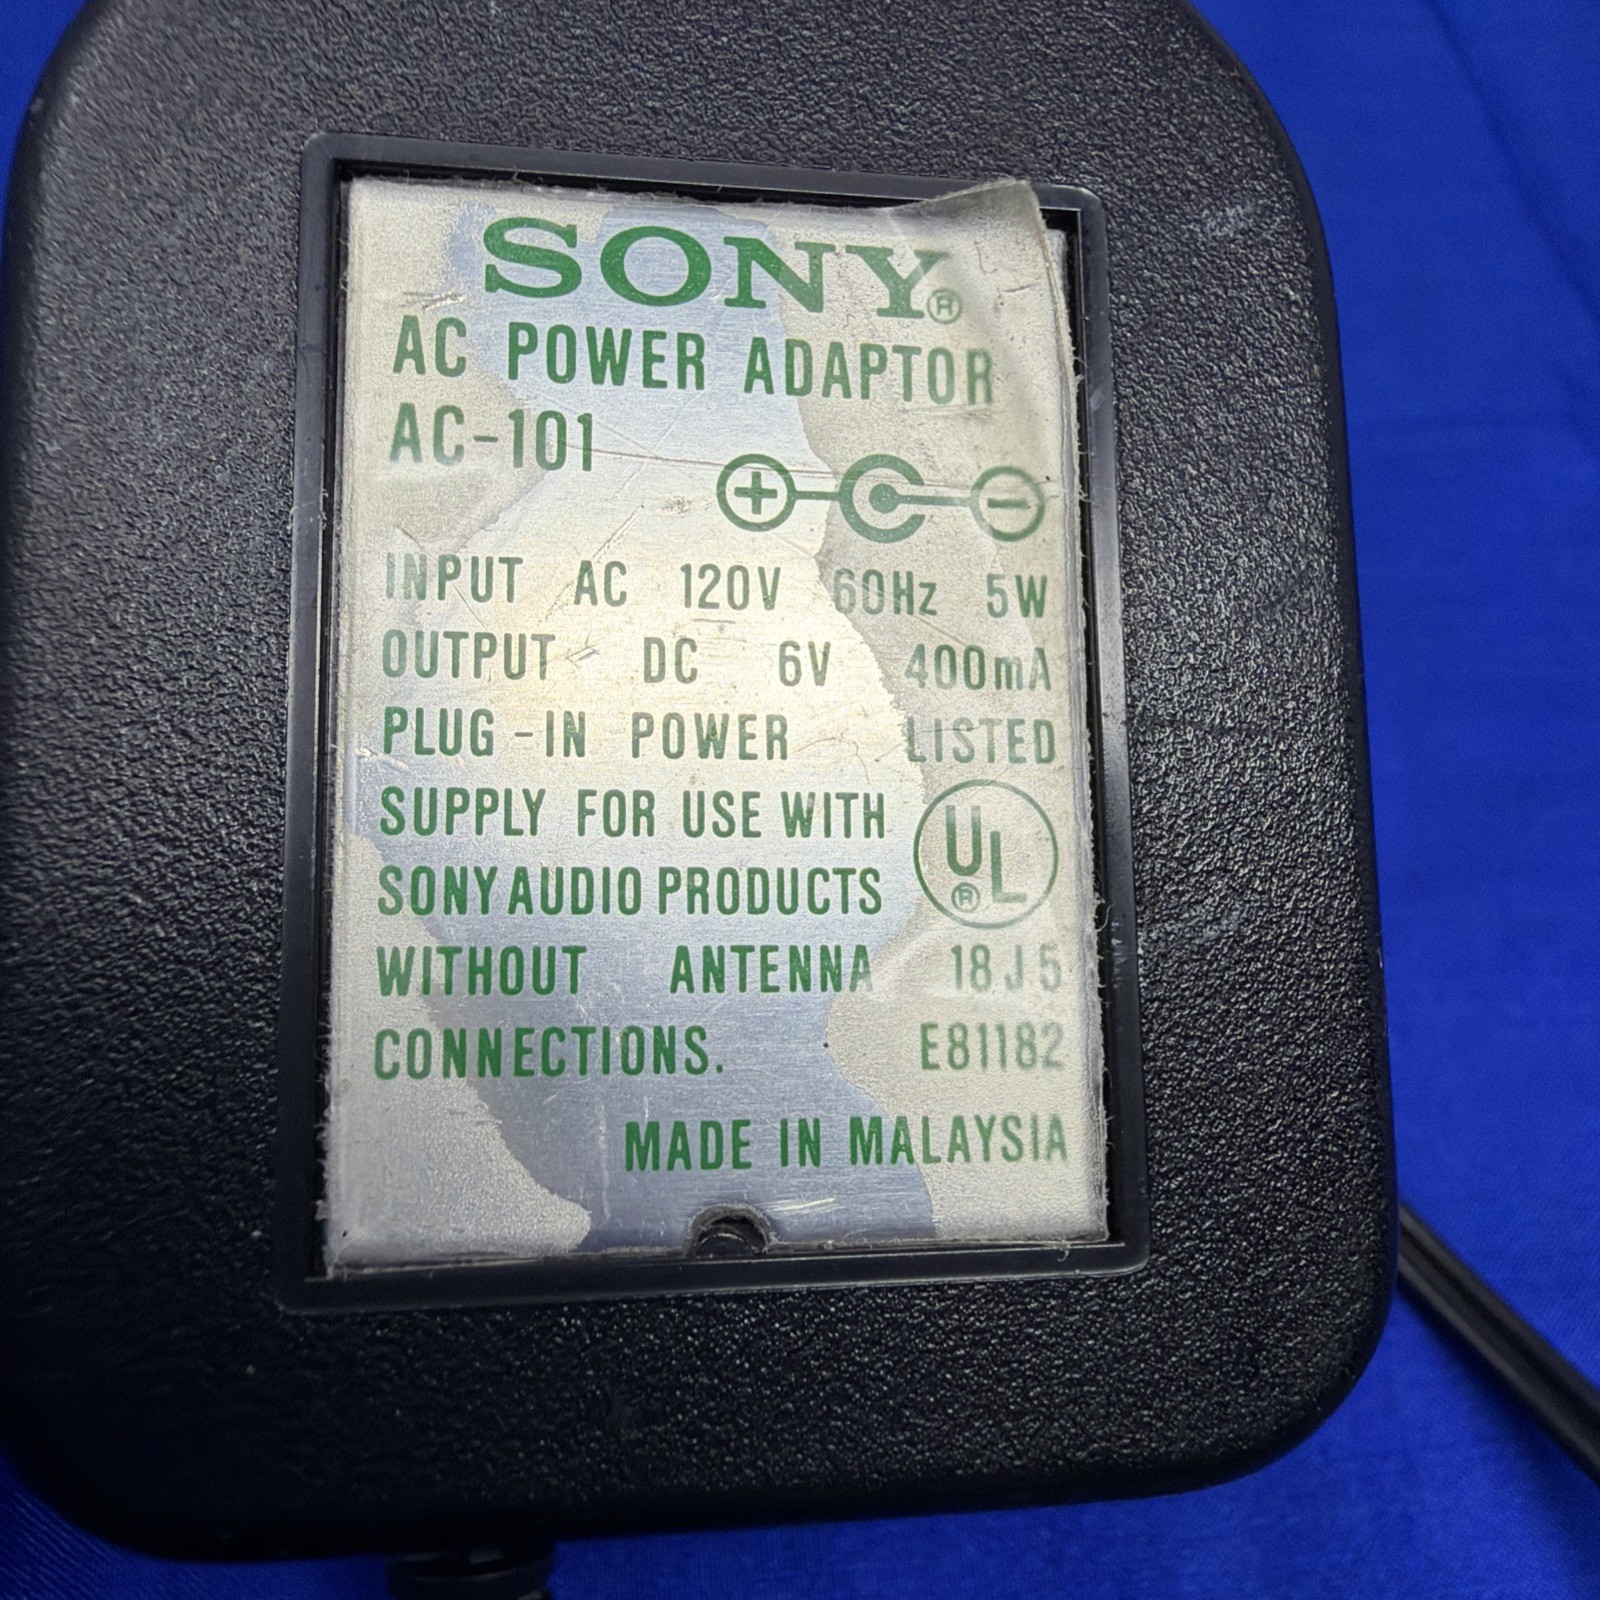 SONY®
AC POWER ADAPTOR
AC-101
INPUT AC 120V 60Hz 5W
OUTPUT DC 6V 400mA
PLUG-IN POWER LISTED
SUPPLY FOR USE WITH
SONY AUDIO PRODUCTS UL®
WITHOUT ANTENNA 18J5
CONNECTIONS. E81182
MADE IN MALAYSIA